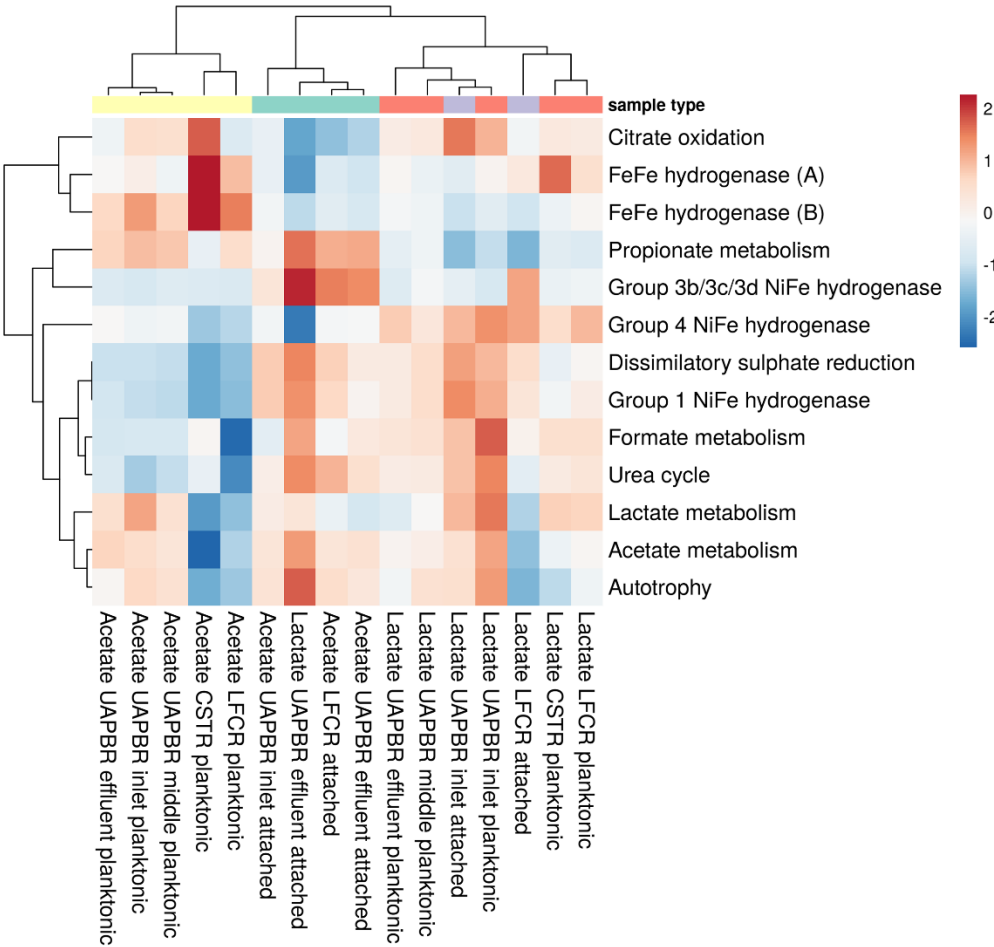 sample type
2
1
0
-1
-2
Citrate oxidation
FeFe hydrogenase (A)
FeFe hydrogenase (B)
Propionate metabolism
Group 3b/3c/3d NiFe hydrogenase
Group 4 NiFe hydrogenase
Dissimilatory sulphate reduction
Group 1 NiFe hydrogenase
Formate metabolism
Urea cycle
Lactate metabolism
Acetate metabolism
Autotrophy
Acetate UAPBR effluent planktonic
Acetate UAPBR inlet planktonic
Acetate UAPBR middle planktonic
Acetate CSTR planktonic
Acetate LFCR planktonic
Acetate UAPBR inlet attached
Lactate UAPBR effluent attached
Acetate LFCR attached
Acetate UAPBR effluent attached
Lactate UAPBR effluent planktonic
Lactate UAPBR middle planktonic
Lactate UAPBR inlet attached
Lactate UAPBR inlet planktonic
Lactate LFCR attached
Lactate CSTR planktonic
Lactate LFCR planktonic